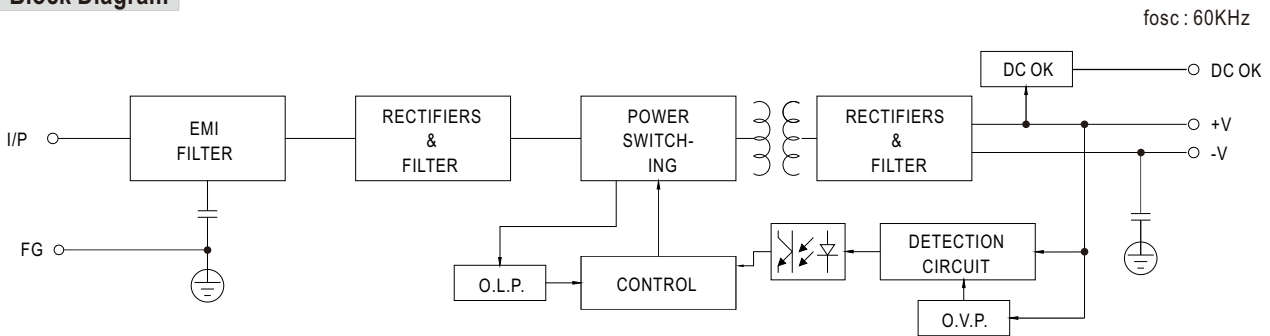 Block Diagram
fosc : 60KHz
DC OK
DC OK
I/P
EMI
FILTER
RECTIFIERS
&
FILTER
POWER
SWITCH-
ING
RECTIFIERS
&
FILTER
+V
-V
FG
O.L.P.
CONTROL
DETECTION
CIRCUIT
O.V.P.